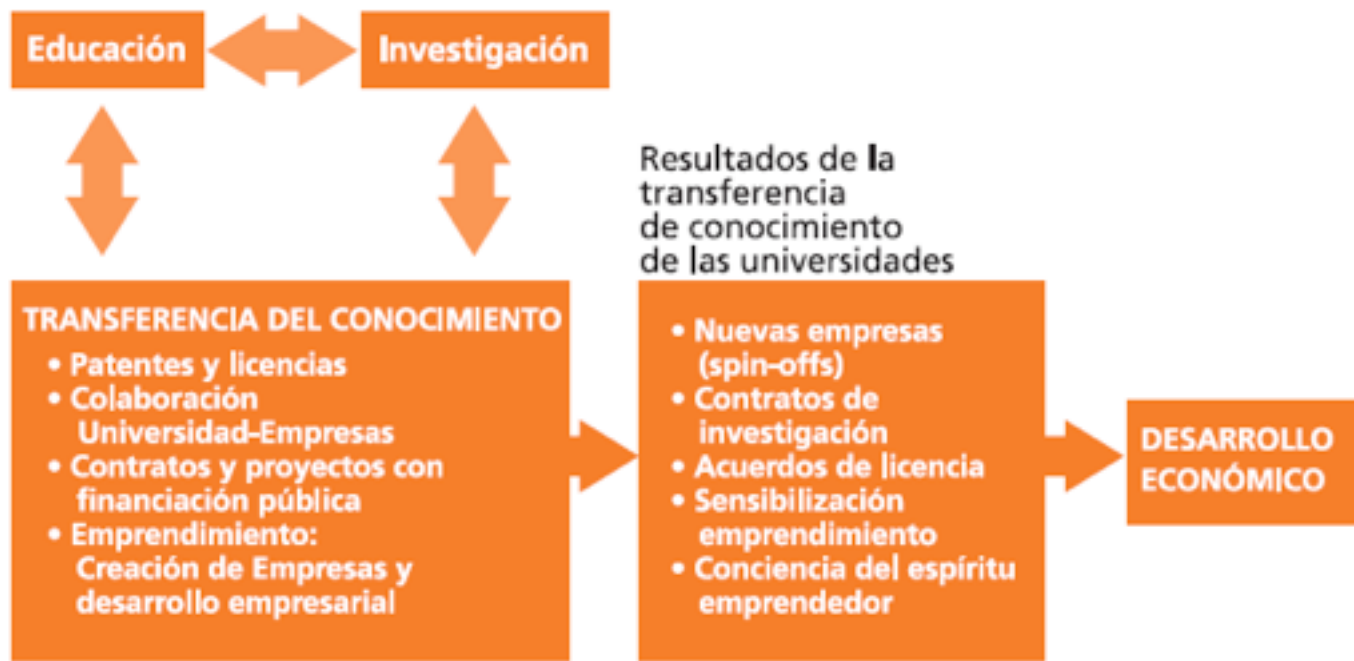 Educación
Investigación
Resultados de la
transferencia
de conocimiento
de las universidades
TRANSFERENCIA DEL CONOCIMIENTO
• Patentes y licencias
• Colaboración
Universidad-Empresas
• Contratos y proyectos con
financiación pública
• Emprendimiento:
Creación de Empresas y
desarrollo empresarial
• Nuevas empresas
(spin-offs)
• Contratos de
investigación
• Acuerdos de licencia
• Sensibilización
emprendimiento
• Conciencia del espíritu
emprendedor
DESARROLLO
ECONÓMICO